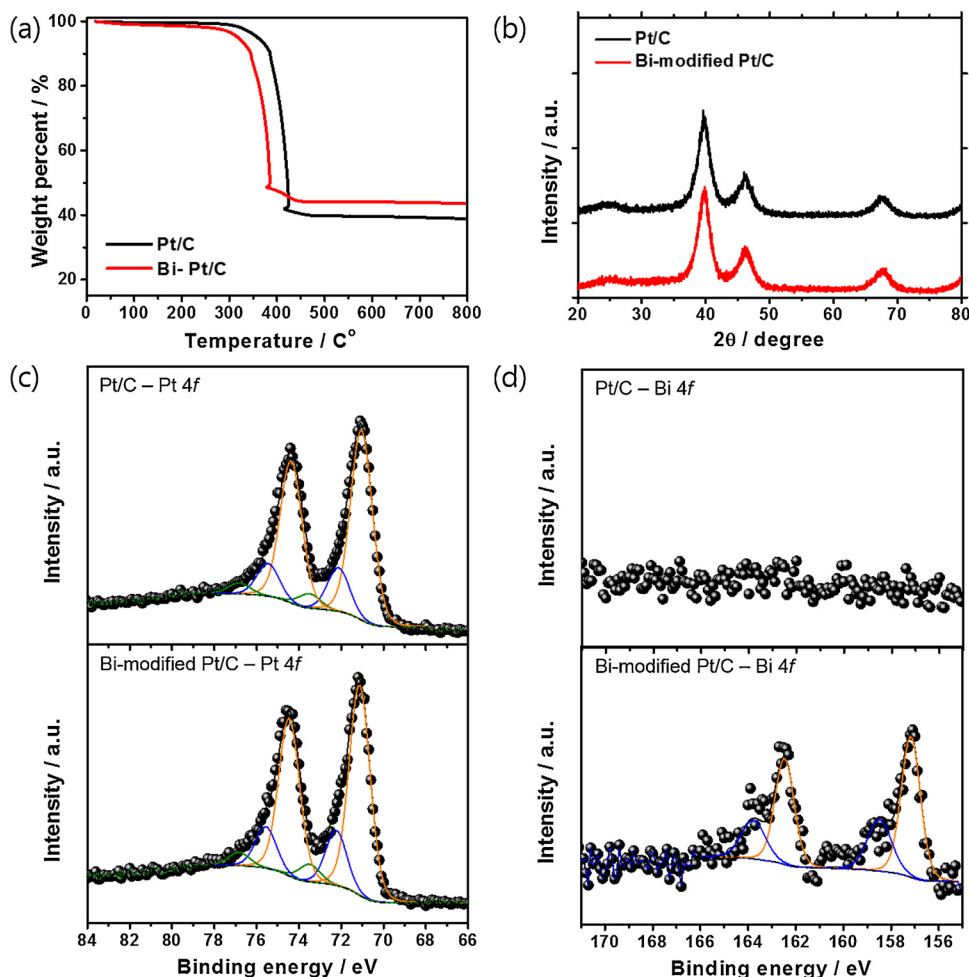 (a)
Weight percent / %
100
80
60
40
20
Pt/C
Bi- Pt/C
0 100 200 300 400 500 600 700 800
Temperature / C°
(b)
Intensity / a.u.
Pt/C
Bi-modified Pt/C
20 30 40 50 60 70 80
2θ / degree
(c)
Pt/C – Pt 4f
Intensity / a.u.
Bi-modified Pt/C – Pt 4f
Intensity / a.u.
84 82 80 78 76 74 72 70 68 66
Binding energy / eV
(d)
Pt/C – Bi 4f
Intensity / a.u.
Bi-modified Pt/C – Bi 4f
Intensity / a.u.
170 168 166 164 162 160 158 156
Binding energy / eV